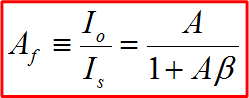 A_f ≡ I_o / I_s = A / (1 + Aβ)